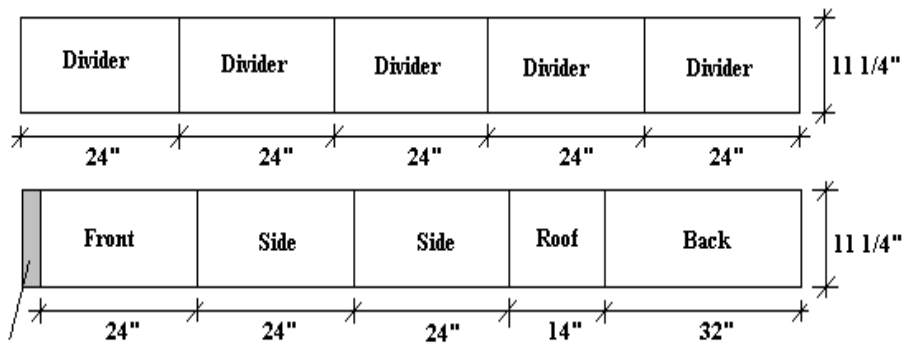 Divider Divider Divider Divider Divider 11 1/4"
24" 24" 24" 24" 24"
Front Side Side Roof Back 11 1/4"
24" 24" 24" 14" 32"